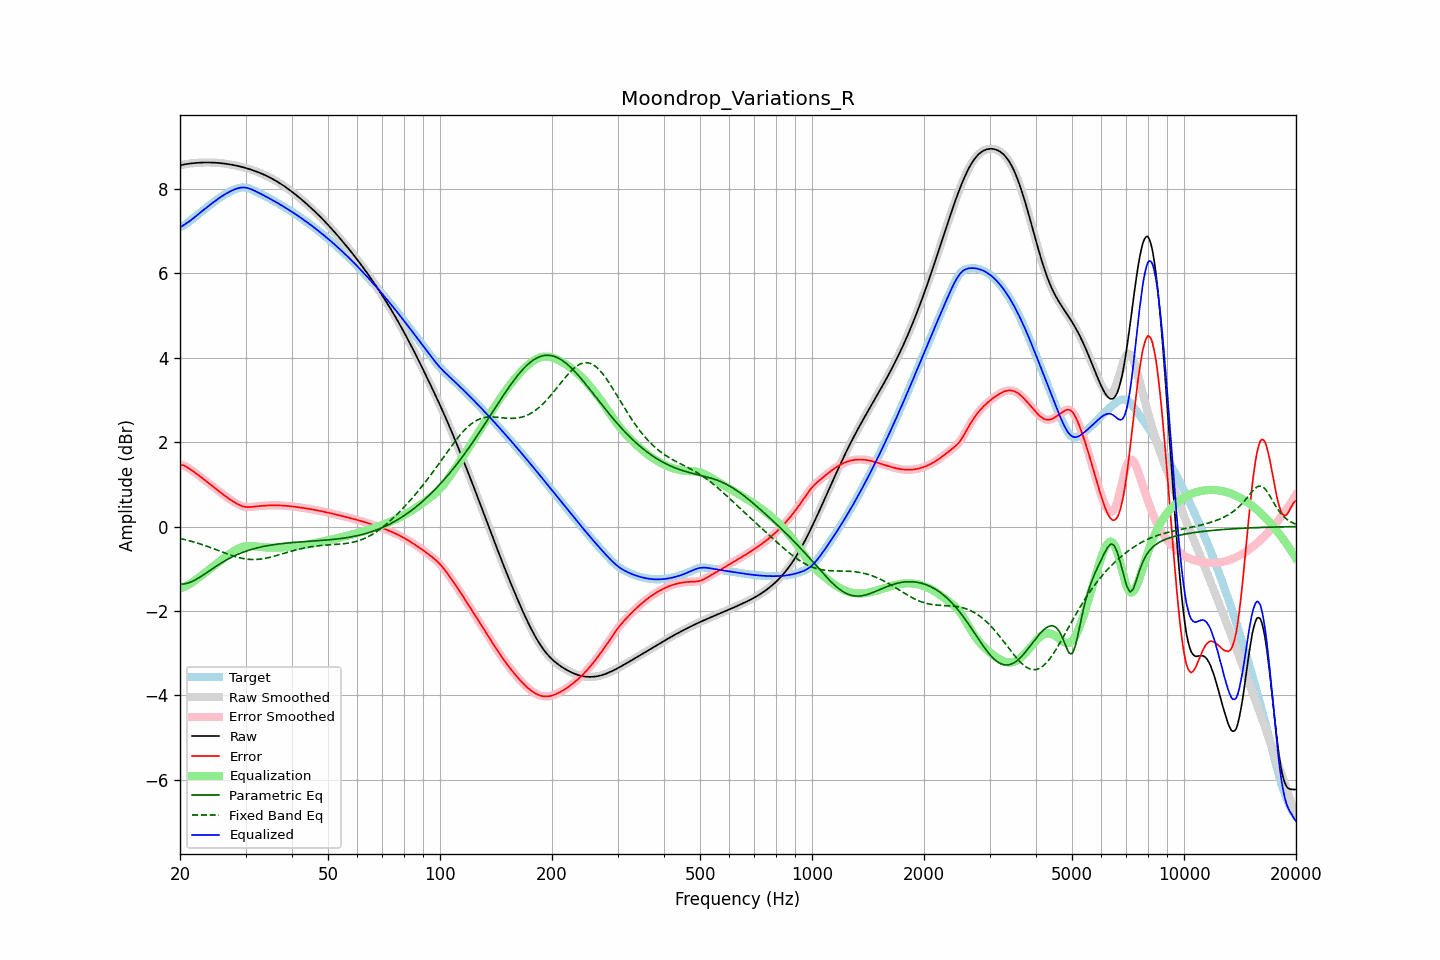 Moondrop_Variations_R
Amplitude (dBr)
8
6
4
2
0
−2
−4
−6
Target
Raw Smoothed
Error Smoothed
Raw
Error
Equalization
Parametric Eq
Fixed Band Eq
Equalized
20 50 100 200 500 1000 2000 5000 10000 20000
Frequency (Hz)